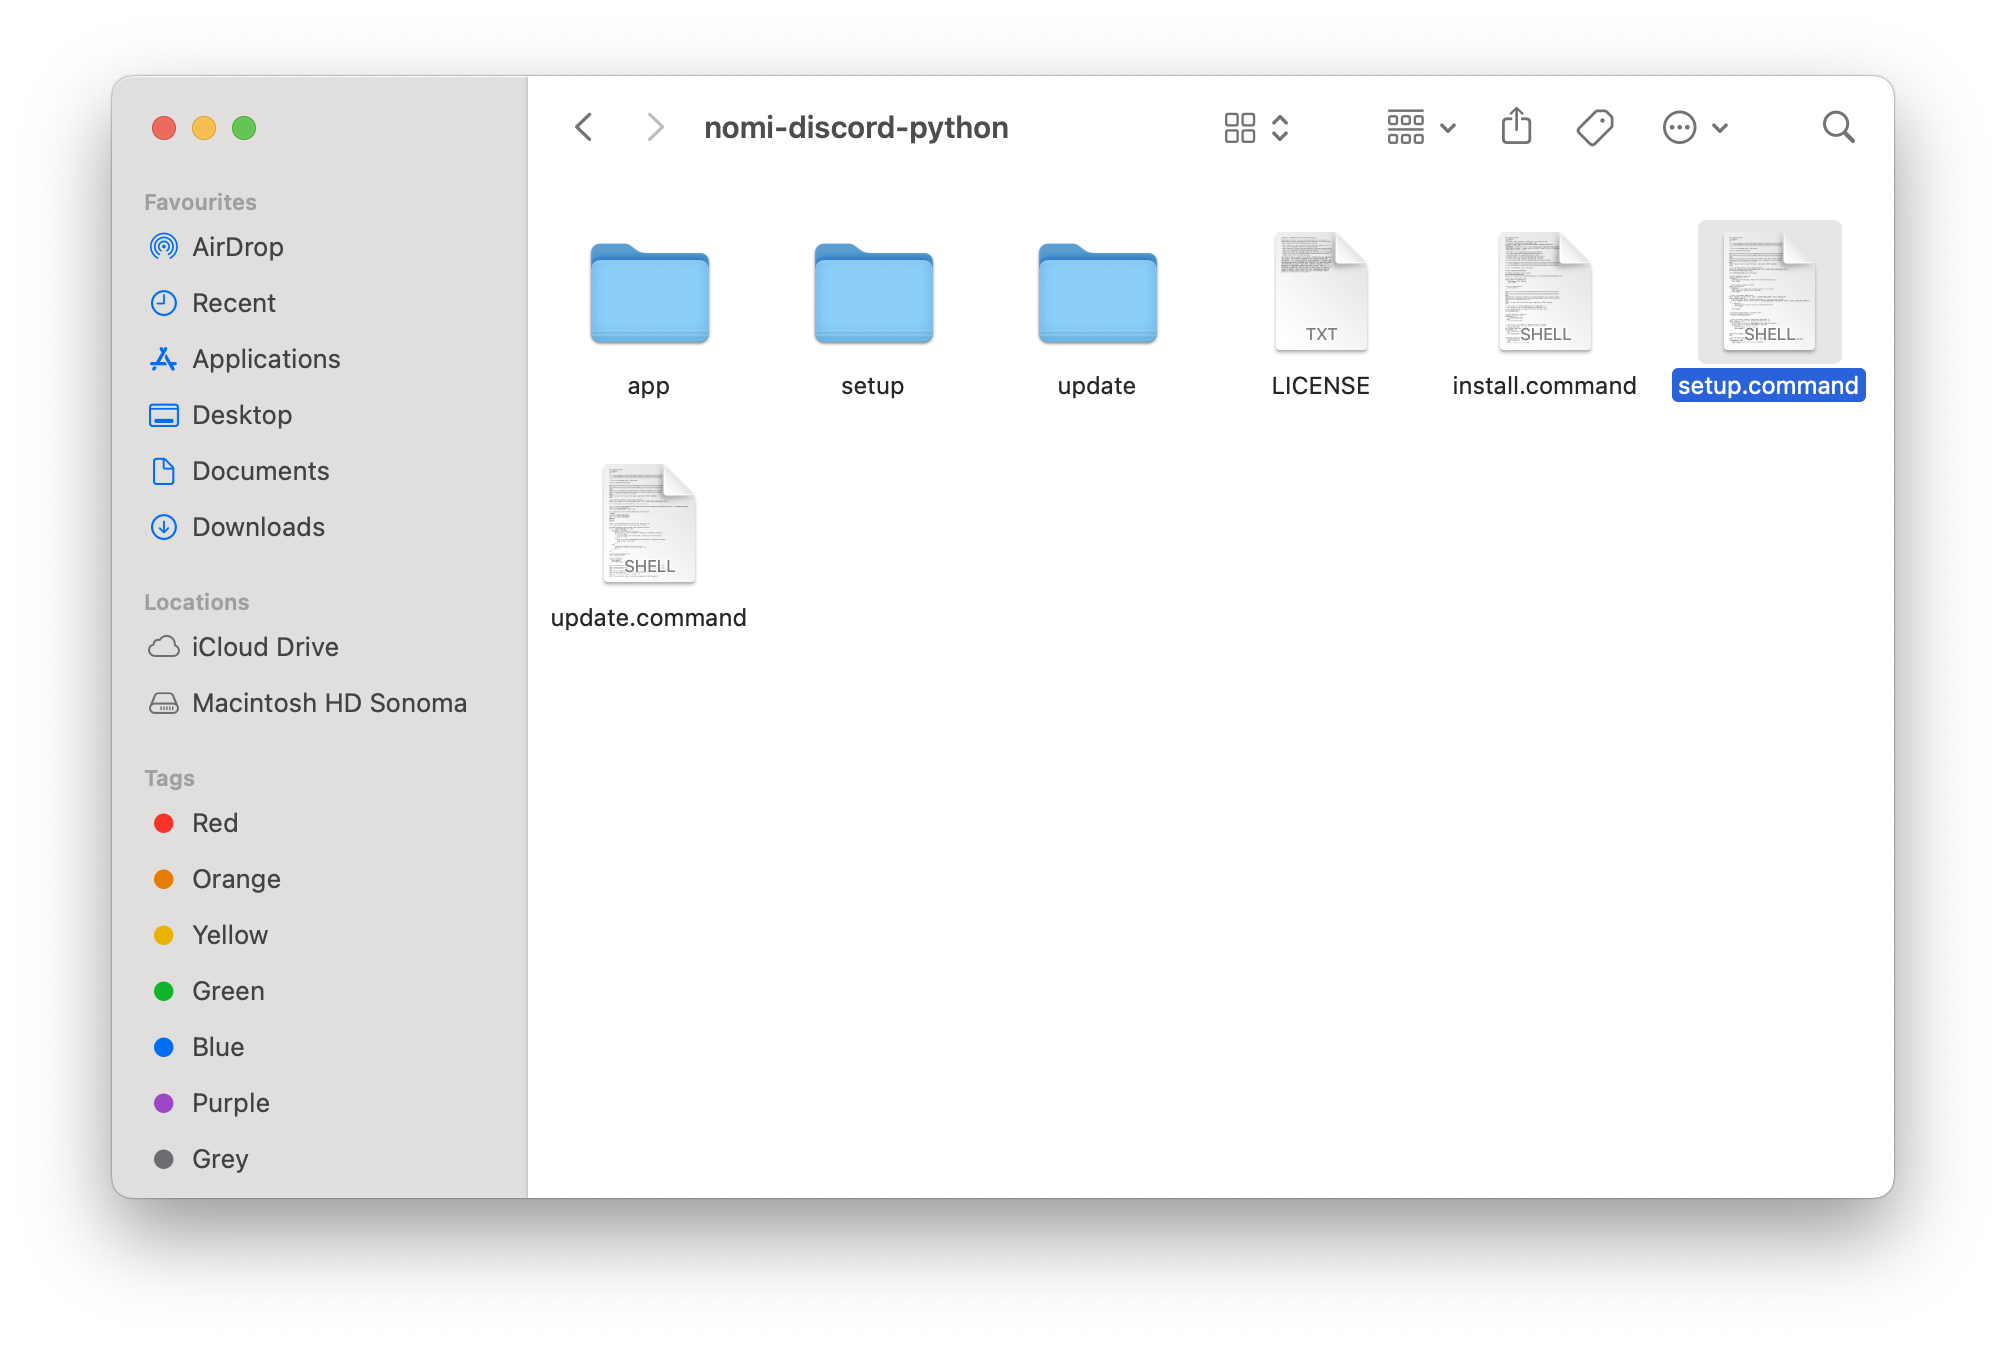 nomi-discord-python
Favourites
AirDrop
Recent
Applications
Desktop
Documents
Downloads
Locations
iCloud Drive
Macintosh HD Sonoma
Tags
Red
Orange
Yellow
Green
Blue
Purple
Grey
TXT
SHELL
SHELL
app
setup
update
LICENSE
install.command
setup.command
SHELL
update.command